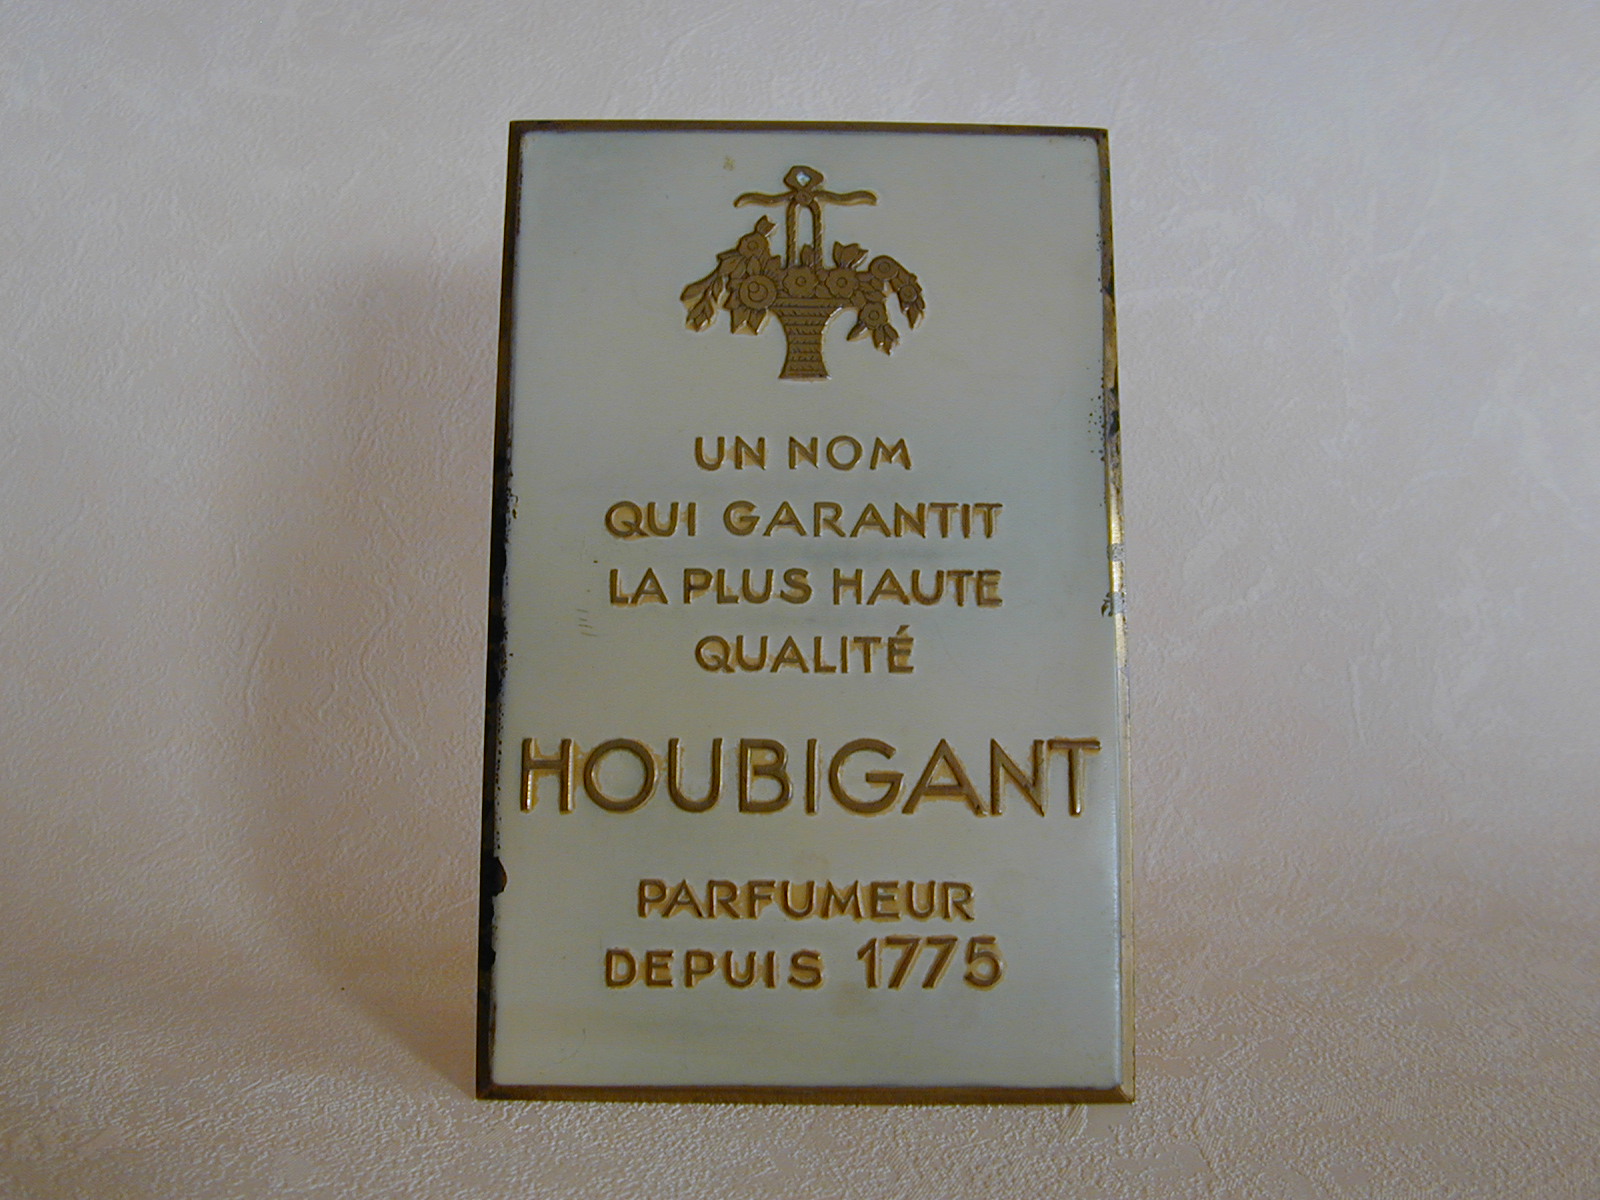 UN NOM
QUI GARANTIT
LA PLUS HAUTE
QUALITÉ
HOUBIGANT
PARFUMEUR
DEPUIS 1775